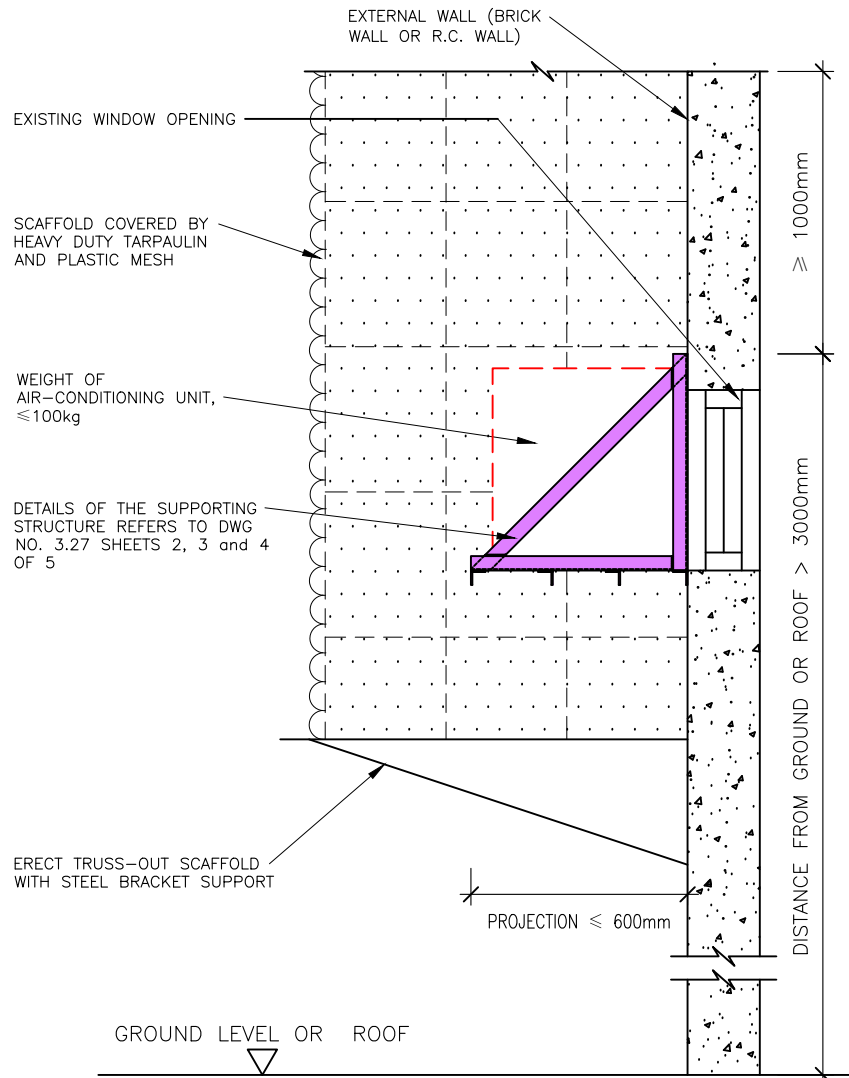 EXTERNAL WALL (BRICK
WALL OR R.C. WALL)
EXISTING WINDOW OPENING
SCAFFOLD COVERED BY
HEAVY DUTY TARPAULIN
AND PLASTIC MESH
≥ 1000mm
WEIGHT OF
AIR-CONDITIONING UNIT,
≤100kg
DETAILS OF THE SUPPORTING
STRUCTURE REFERS TO DWG
NO. 3.27 SHEETS 2, 3 and 4
OF 5
DISTANCE FROM GROUND OR ROOF > 3000mm
ERECT TRUSS-OUT SCAFFOLD
WITH STEEL BRACKET SUPPORT
PROJECTION ≤ 600mm
GROUND LEVEL OR ROOF